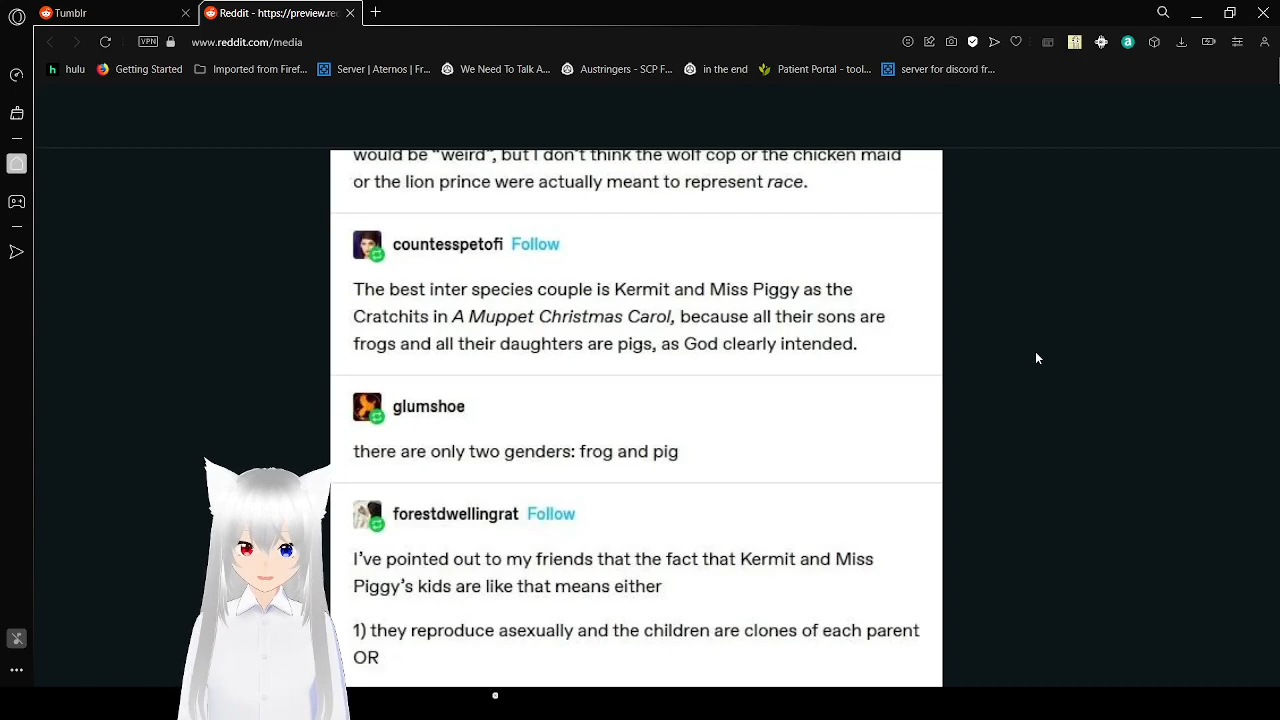 Tumblr
Reddit - https://preview.rec
VPN
www.reddit.com/media
hulu
Getting Started
Imported from Firef...
Server | Aternos | Fr...
We Need To Talk A...
Austringers - SCP F...
in the end
Patient Portal - tool...
server for discord fr...
would be “weird”, but I don’t think the wolf cop or the chicken maid
or the lion prince were actually meant to represent race.
countesspetofi Follow
The best inter species couple is Kermit and Miss Piggy as the
Cratchits in A Muppet Christmas Carol, because all their sons are
frogs and all their daughters are pigs, as God clearly intended.
glumshoe
there are only two genders: frog and pig
forestdwellingrat Follow
I’ve pointed out to my friends that the fact that Kermit and Miss
Piggy’s kids are like that means either
1) they reproduce asexually and the children are clones of each parent
OR